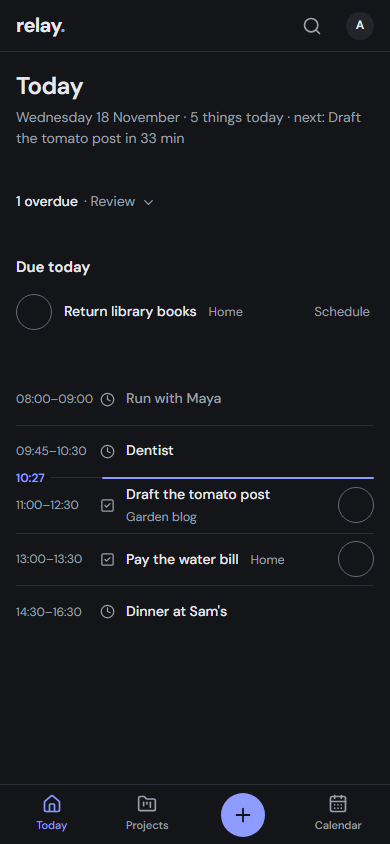 relay.
A
Today
Wednesday 18 November · 5 things today · next: Draft
the tomato post in 33 min
1 overdue · Review
Due today
Return library books Home Schedule
08:00–09:00 Run with Maya
09:45–10:30 Dentist
10:27
Draft the tomato post
11:00–12:30
Garden blog
13:00–13:30 Pay the water bill Home
14:30–16:30 Dinner at Sam's
Today Projects Calendar